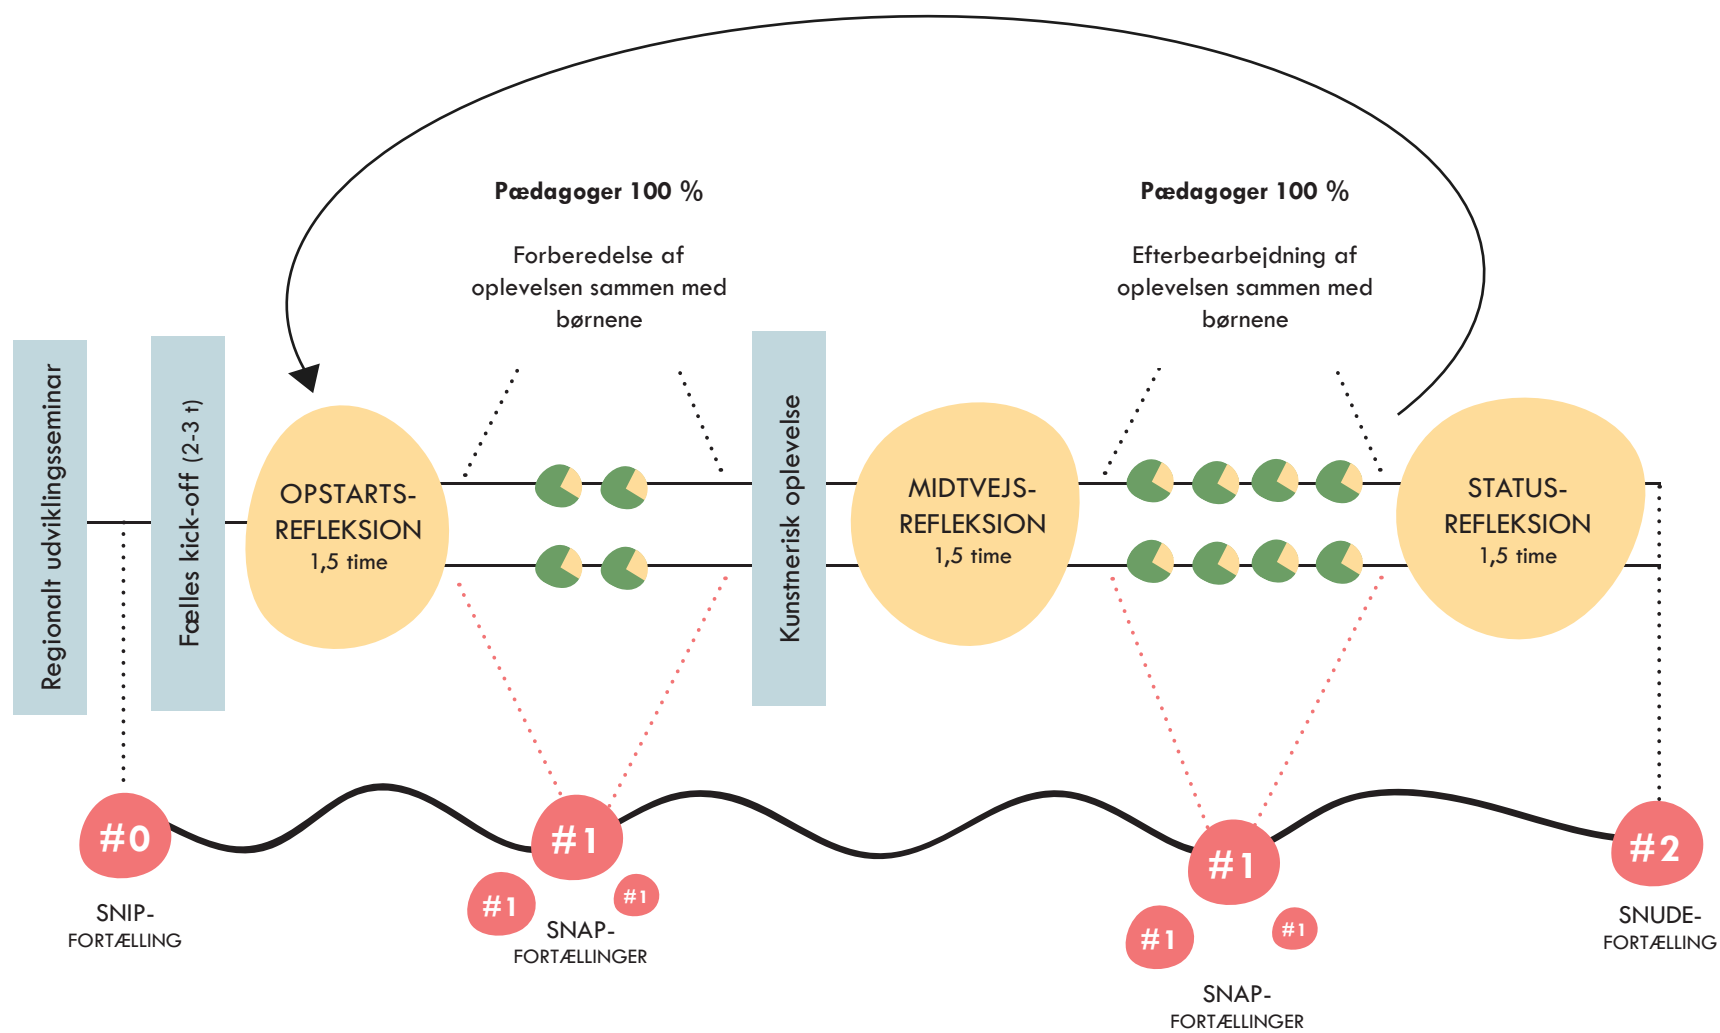 Pædagoger 100 %
Forberedelse af
oplevelsen sammen med
børnene
Pædagoger 100 %
Efterbearbejdning af
oplevelsen sammen med
børnene
Regionalt udviklingsseminar
Fælles kick-off (2-3 t)
OPSTARTS-
REFLEKSION
1,5 time
Kunstnerisk oplevelse
MIDTVEJS-
REFLEKSION
1,5 time
STATUS-
REFLEKSION
1,5 time
#0
SNIP-
FORTÆLLING
#1
#1
#1
SNAP-
FORTÆLLINGER
#1
#1
#1
SNAP-
FORTÆLLINGER
#2
SNUDE-
FORTÆLLING